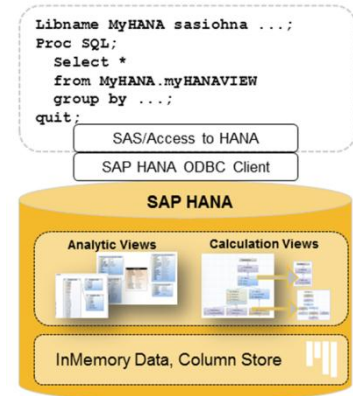 Libname MyHANA sasiohna ...;
Proc SQL;
Select *
from MyHANA.myHANAVIEW
group by ...;
quit;
SAS/Access to HANA
SAP HANA ODBC Client
SAP HANA
Analytic Views
Calculation Views
InMemory Data, Column Store